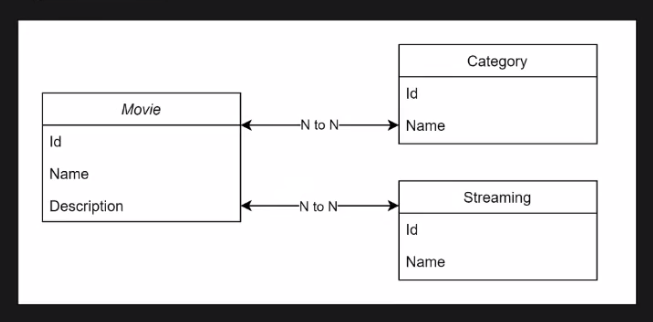 Movie
Id
Name
Description
N to N
N to N
Category
Id
Name
Streaming
Id
Name